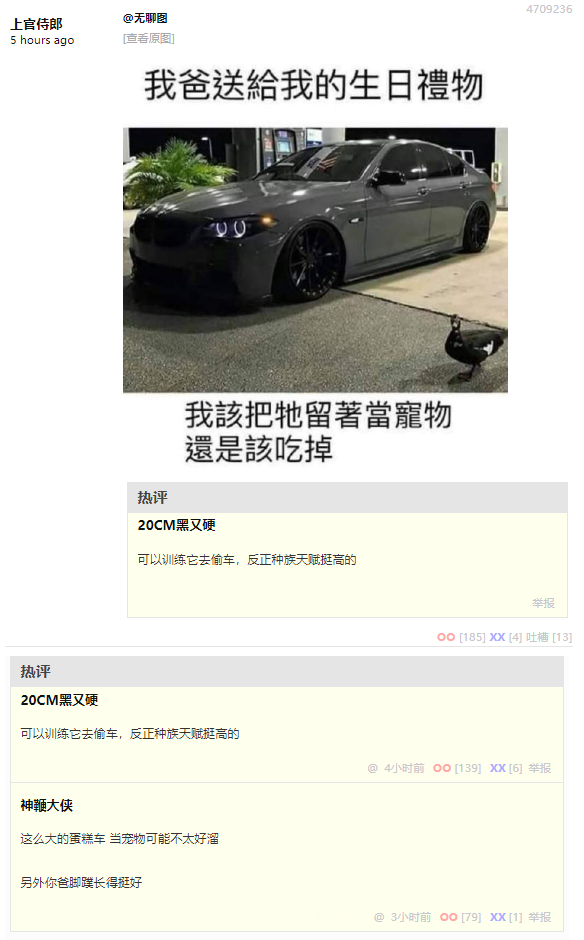 4709236
上官侍郎
5 hours ago
@无聊图
[查看原图]
我爸送給我的生日禮物
我該把牠留著當寵物
還是該吃掉
热评
20CM黑又硬
可以训练它去偷车，反正种族天赋挺高的
举报
OO [185] XX [4] 吐槽 [13]
热评
20CM黑又硬
可以训练它去偷车，反正种族天赋挺高的
@ 4小时前 OO [139] XX [6] 举报
神鞭大侠
这么大的蛋糕车 当宠物可能不太好溜
另外你爸脚蹼长得挺好
@ 3小时前 OO [79] XX [1] 举报